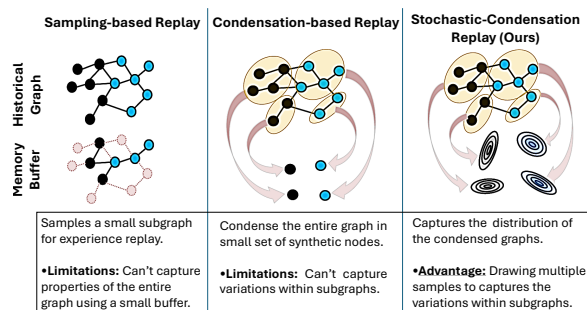 Sampling-based Replay
Condensation-based Replay
Stochastic-Condensation
Replay (Ours)
Historical
Graph
Memory
Buffer
Samples a small subgraph
for experience replay.
•Limitations: Can't capture
properties of the entire
graph using a small buffer.
Condense the entire graph in
small set of synthetic nodes.
•Limitations: Can't capture
variations within subgraphs.
Captures the distribution of
the condensed graphs.
•Advantage: Drawing multiple
samples to captures the
variations within subgraphs.